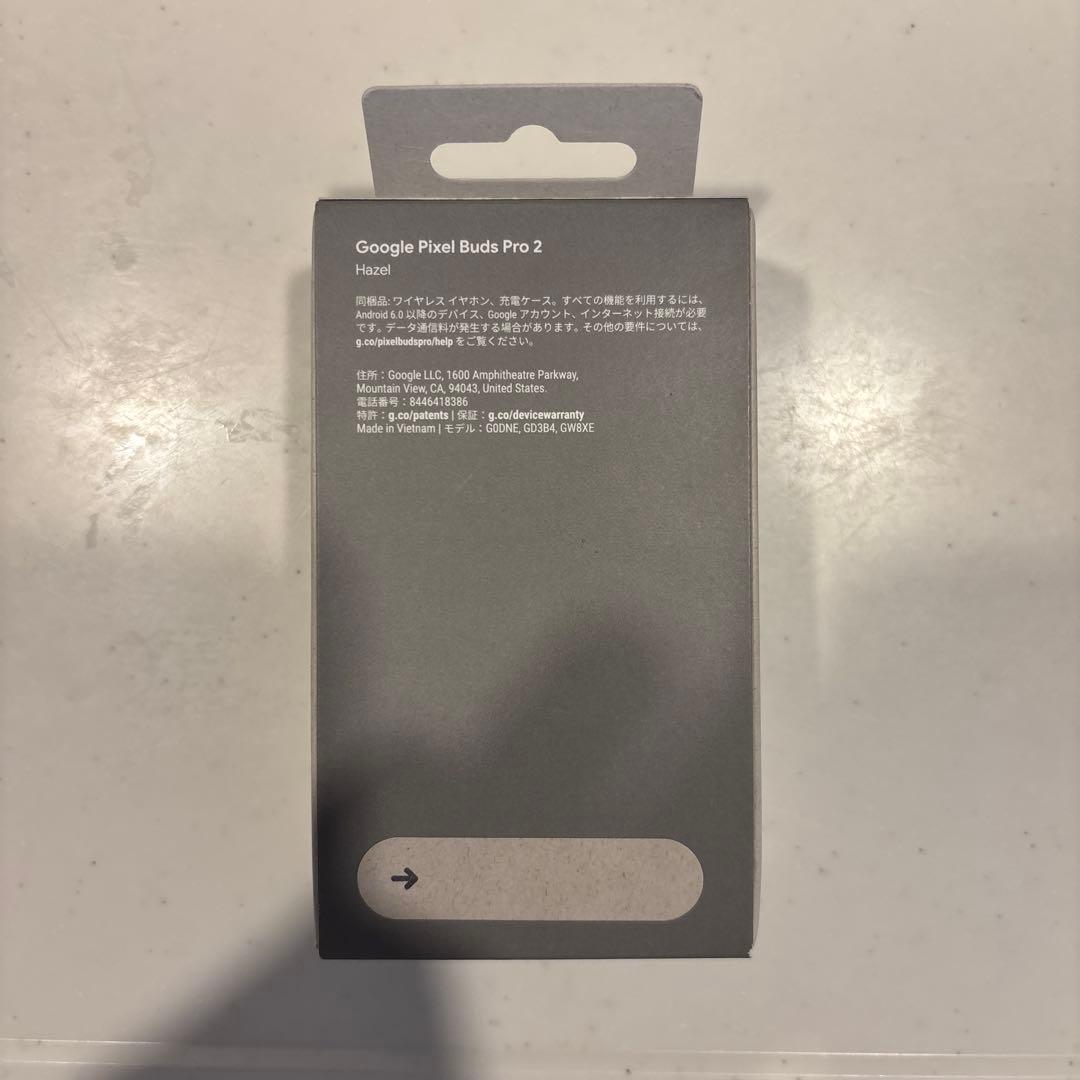 Google Pixel Buds Pro 2
Hazel
同梱品: ワイヤレス イヤホン、充電ケース。すべての機能を利用するには、
Android 6.0 以降のデバイス、Google アカウント、インターネット接続が必要
です。データ通信料が発生する場合があります。その他の要件については、
g.co/pixelbudspro/help をご覧ください。
住所：Google LLC, 1600 Amphitheatre Parkway,
Mountain View, CA, 94043, United States.
電話番号：8446418386
特許：g.co/patents | 保証：g.co/devicewarranty
Made in Vietnam | モデル：G0DNE, GD3B4, GW8XE